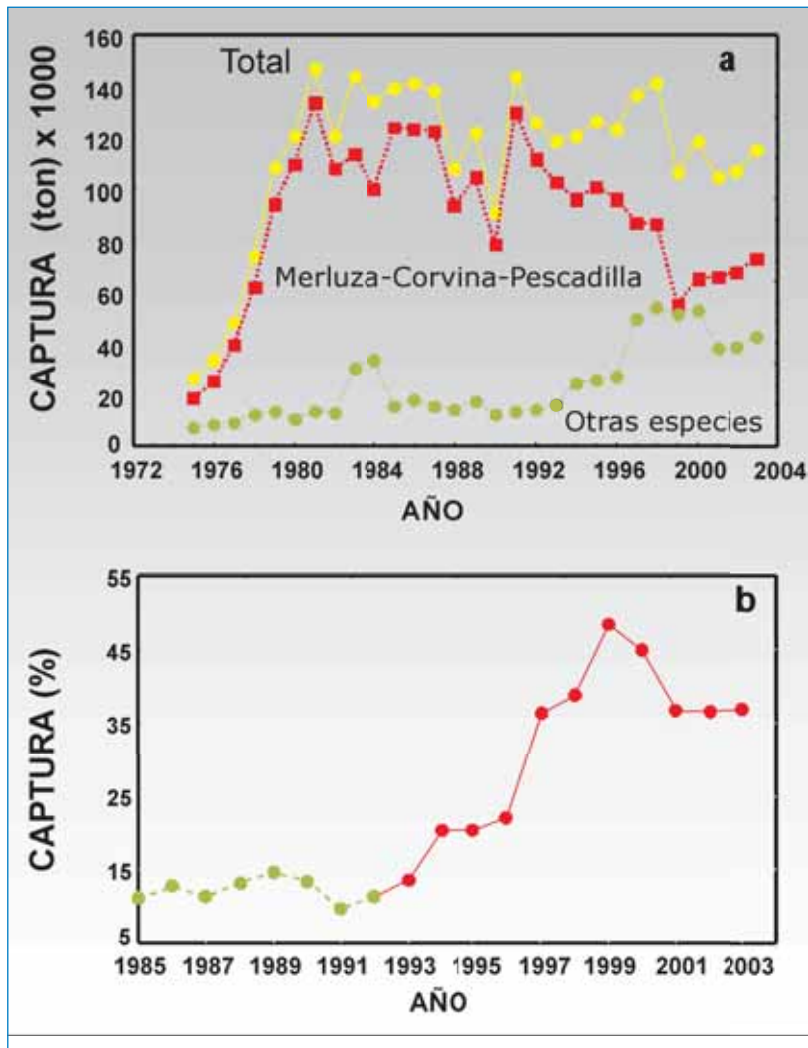 160
140
120
100
80
60
40
20
0
CAPTURA (ton) x 1000
Total
a
Merluza-Corvina-Pescadilla
Otras especies
1972 1976 1980 1984 1988 1992 1996 2000 2004
AÑO
55
45
35
25
15
5
CAPTURA (%)
b
1985 1987 1989 1991 1993 1995 1997 1999 2001 2003
AÑO